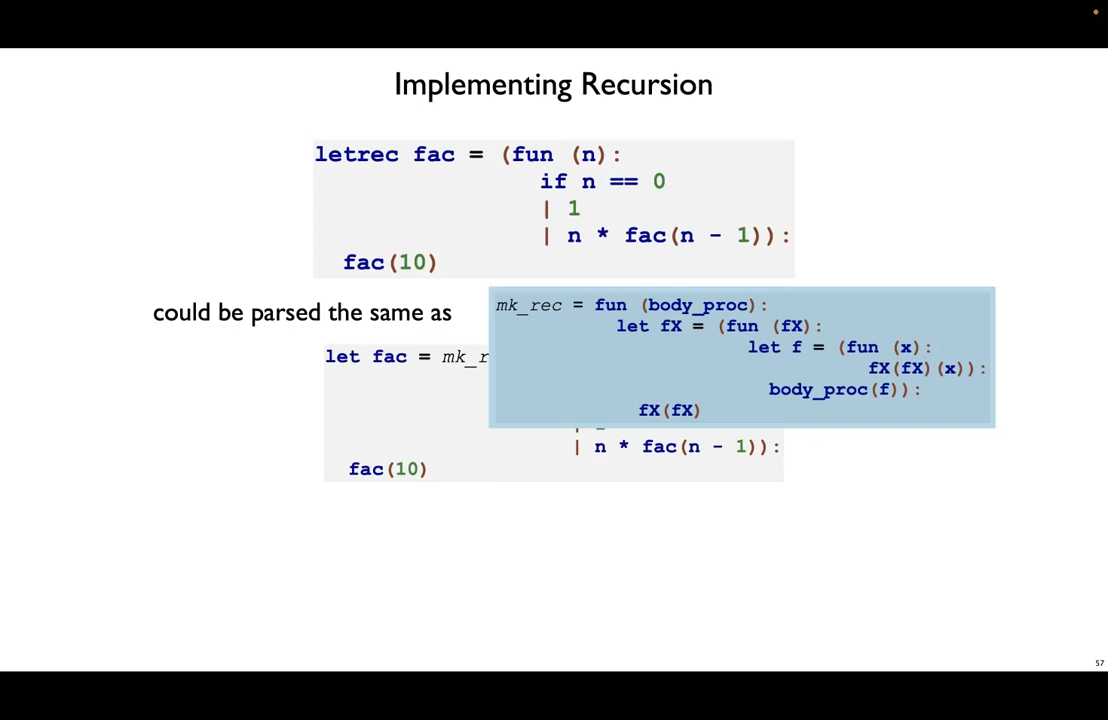 Implementing Recursion
letrec fac = (fun (n):
if n == 0
| 1
| n * fac(n - 1)):
fac(10)
could be parsed the same as
mk_rec = fun (body_proc):
let fX = (fun (fX):
let f = (fun (x):
fX(fX)(x)):
body_proc(f)):
fX(fX)
let fac = mk_r
| n * fac(n - 1)):
fac(10)
57